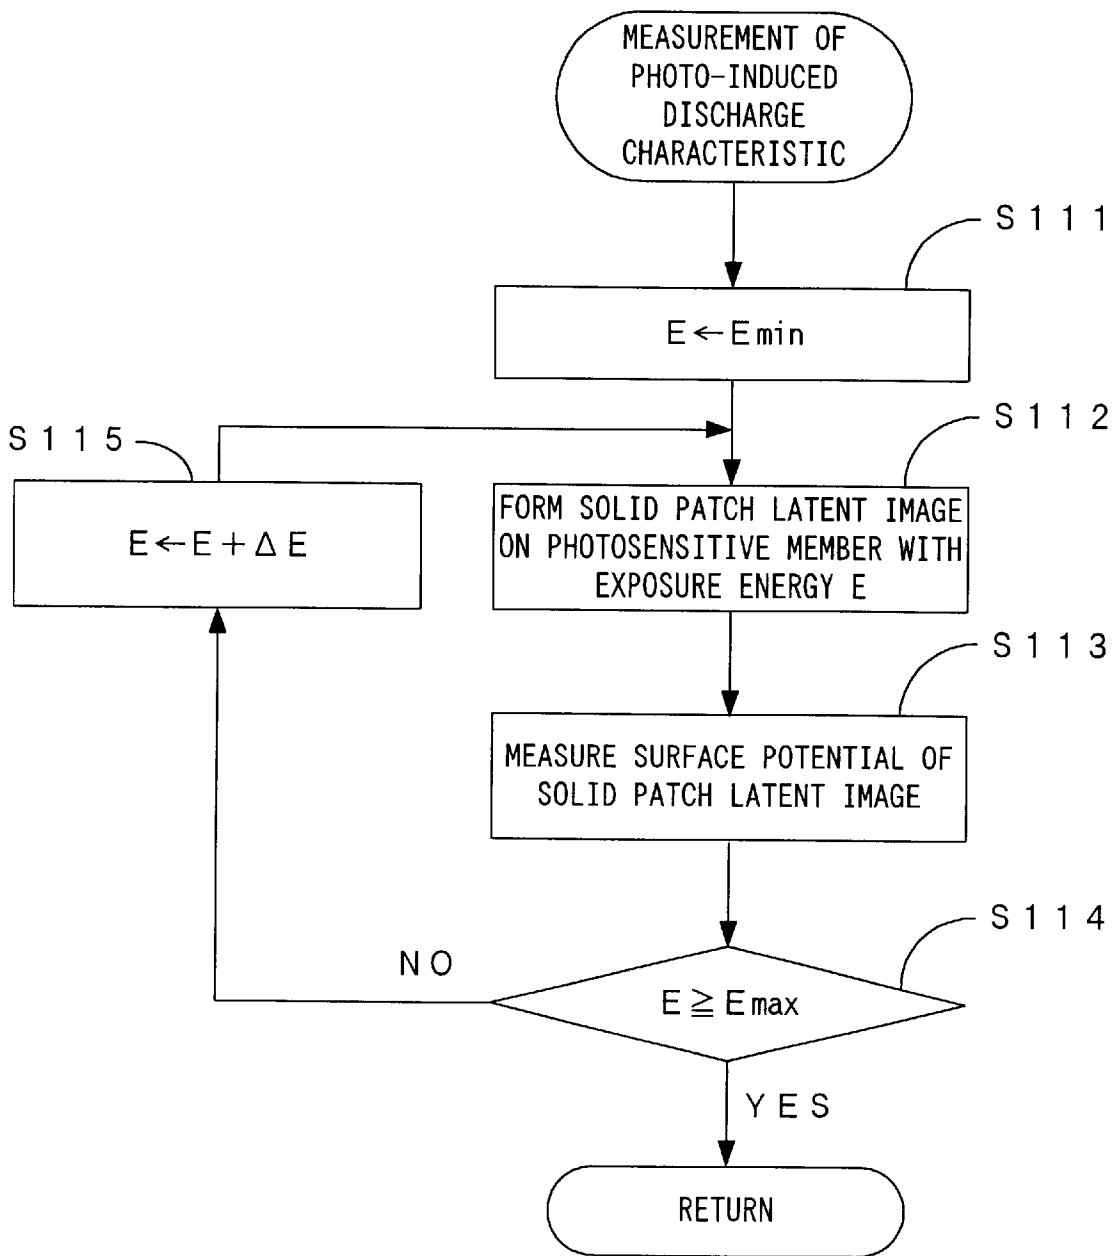 MEASUREMENT OF
PHOTO-INDUCED
DISCHARGE
CHARACTERISTIC
S111
E←Emin
S112
S115
FORM SOLID PATCH LATENT IMAGE
ON PHOTOSENSITIVE MEMBER WITH
EXPOSURE ENERGY E
E←E+ΔE
S113
MEASURE SURFACE POTENTIAL OF
SOLID PATCH LATENT IMAGE
S114
NO
E≧Emax
YES
RETURN